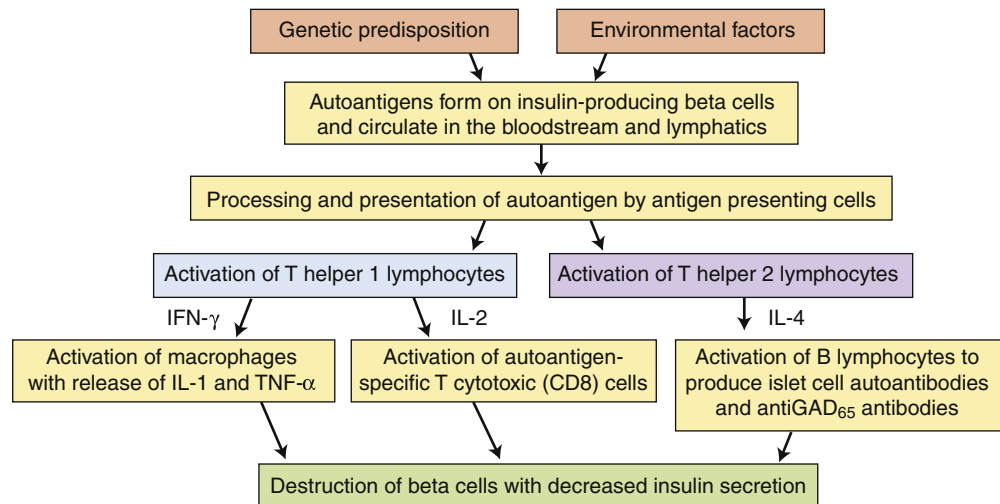 Genetic predisposition
Environmental factors
Autoantigens form on insulin-producing beta cells
and circulate in the bloodstream and lymphatics
Processing and presentation of autoantigen by antigen presenting cells
Activation of T helper 1 lymphocytes
Activation of T helper 2 lymphocytes
IFN-γ
IL-2
IL-4
Activation of macrophages
with release of IL-1 and TNF-α
Activation of autoantigen-
specific T cytotoxic (CD8) cells
Activation of B lymphocytes to
produce islet cell autoantibodies
and antiGAD₆₅ antibodies
Destruction of beta cells with decreased insulin secretion